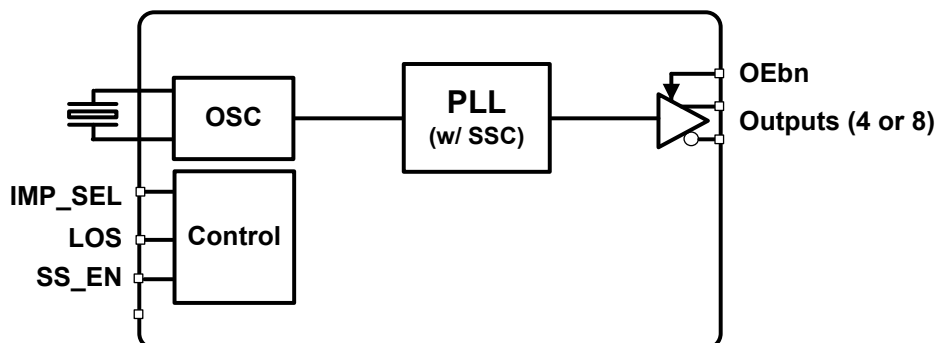 OEbn
PLL
(w/ SSC)
OSC
Outputs (4 or 8)
IMP_SEL
LOS
Control
SS_EN